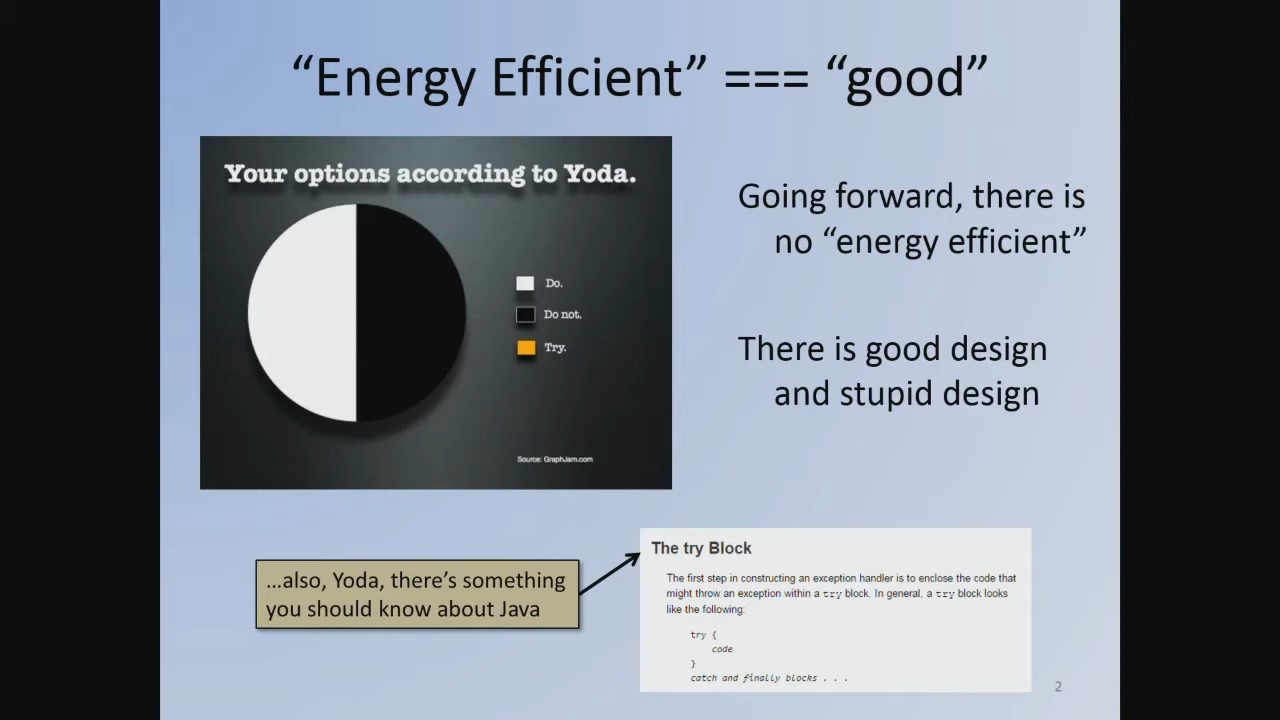 “Energy Efficient” === “good”
Your options according to Yoda.
Do.
Do not.
Try.
Source: GraphJam.com
Going forward, there is
no “energy efficient”
There is good design
and stupid design
...also, Yoda, there’s something
you should know about Java
The try Block
The first step in constructing an exception handler is to enclose the code that
might throw an exception within a try block. In general, a try block looks
like the following:
try {
code
}
catch and finally blocks . . .
2